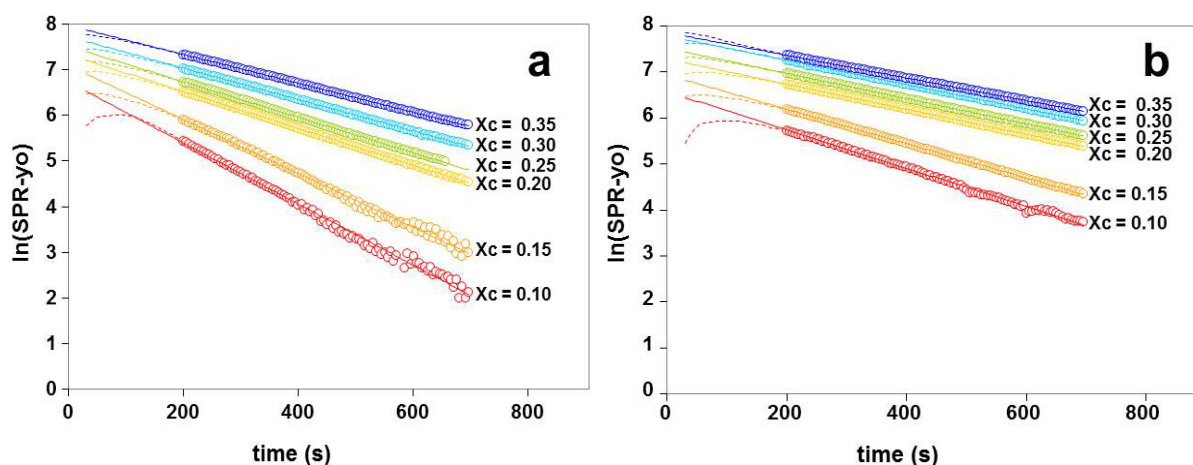 a
ln(SPR-yo)
8
7
6
5
4
3
2
1
0
0 200 400 600 800
time (s)
Xc = 0.35
Xc = 0.30
Xc = 0.25
Xc = 0.20
Xc = 0.15
Xc = 0.10
b
ln(SPR-yo)
8
7
6
5
4
3
2
1
0
0 200 400 600 800
time (s)
Xc = 0.35
Xc = 0.30
Xc = 0.25
Xc = 0.20
Xc = 0.15
Xc = 0.10